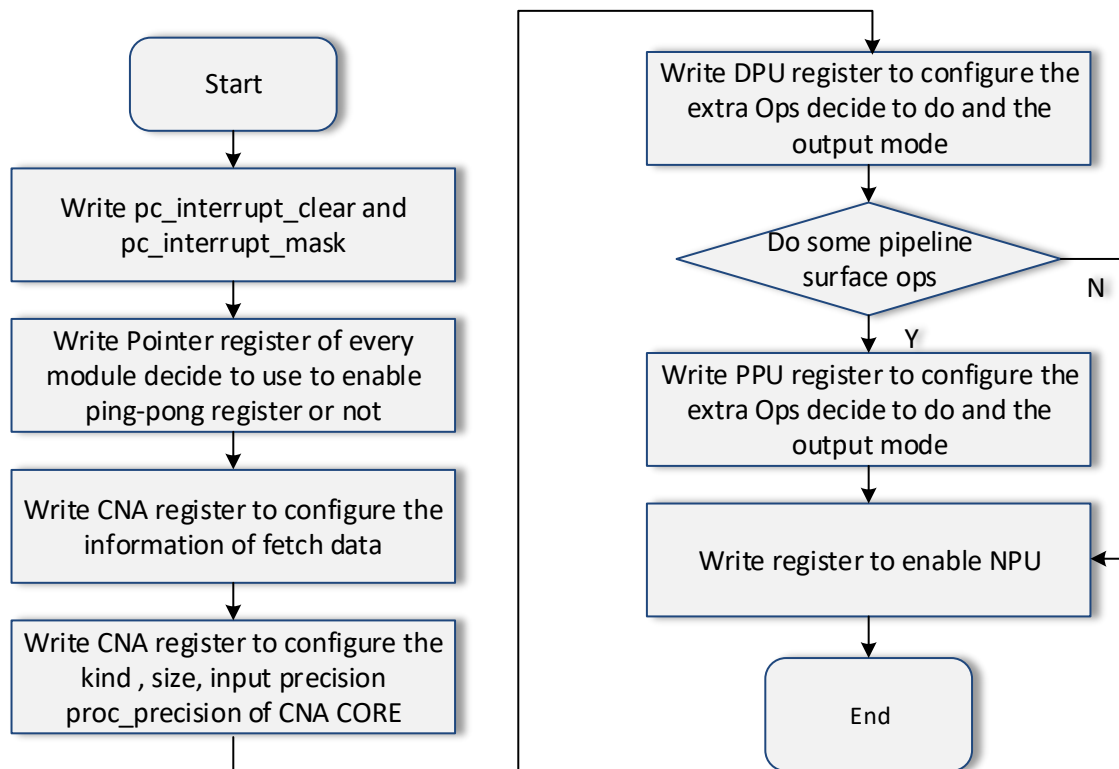 Start
Write pc_interrupt_clear and
pc_interrupt_mask
Write Pointer register of every
module decide to use to enable
ping-pong register or not
Write CNA register to configure the
information of fetch data
Write CNA register to configure the
kind , size, input precision
proc_precision of CNA CORE
Write DPU register to configure the
extra Ops decide to do and the
output mode
Do some pipeline
surface ops
N
Y
Write PPU register to configure the
extra Ops decide to do and the
output mode
Write register to enable NPU
End